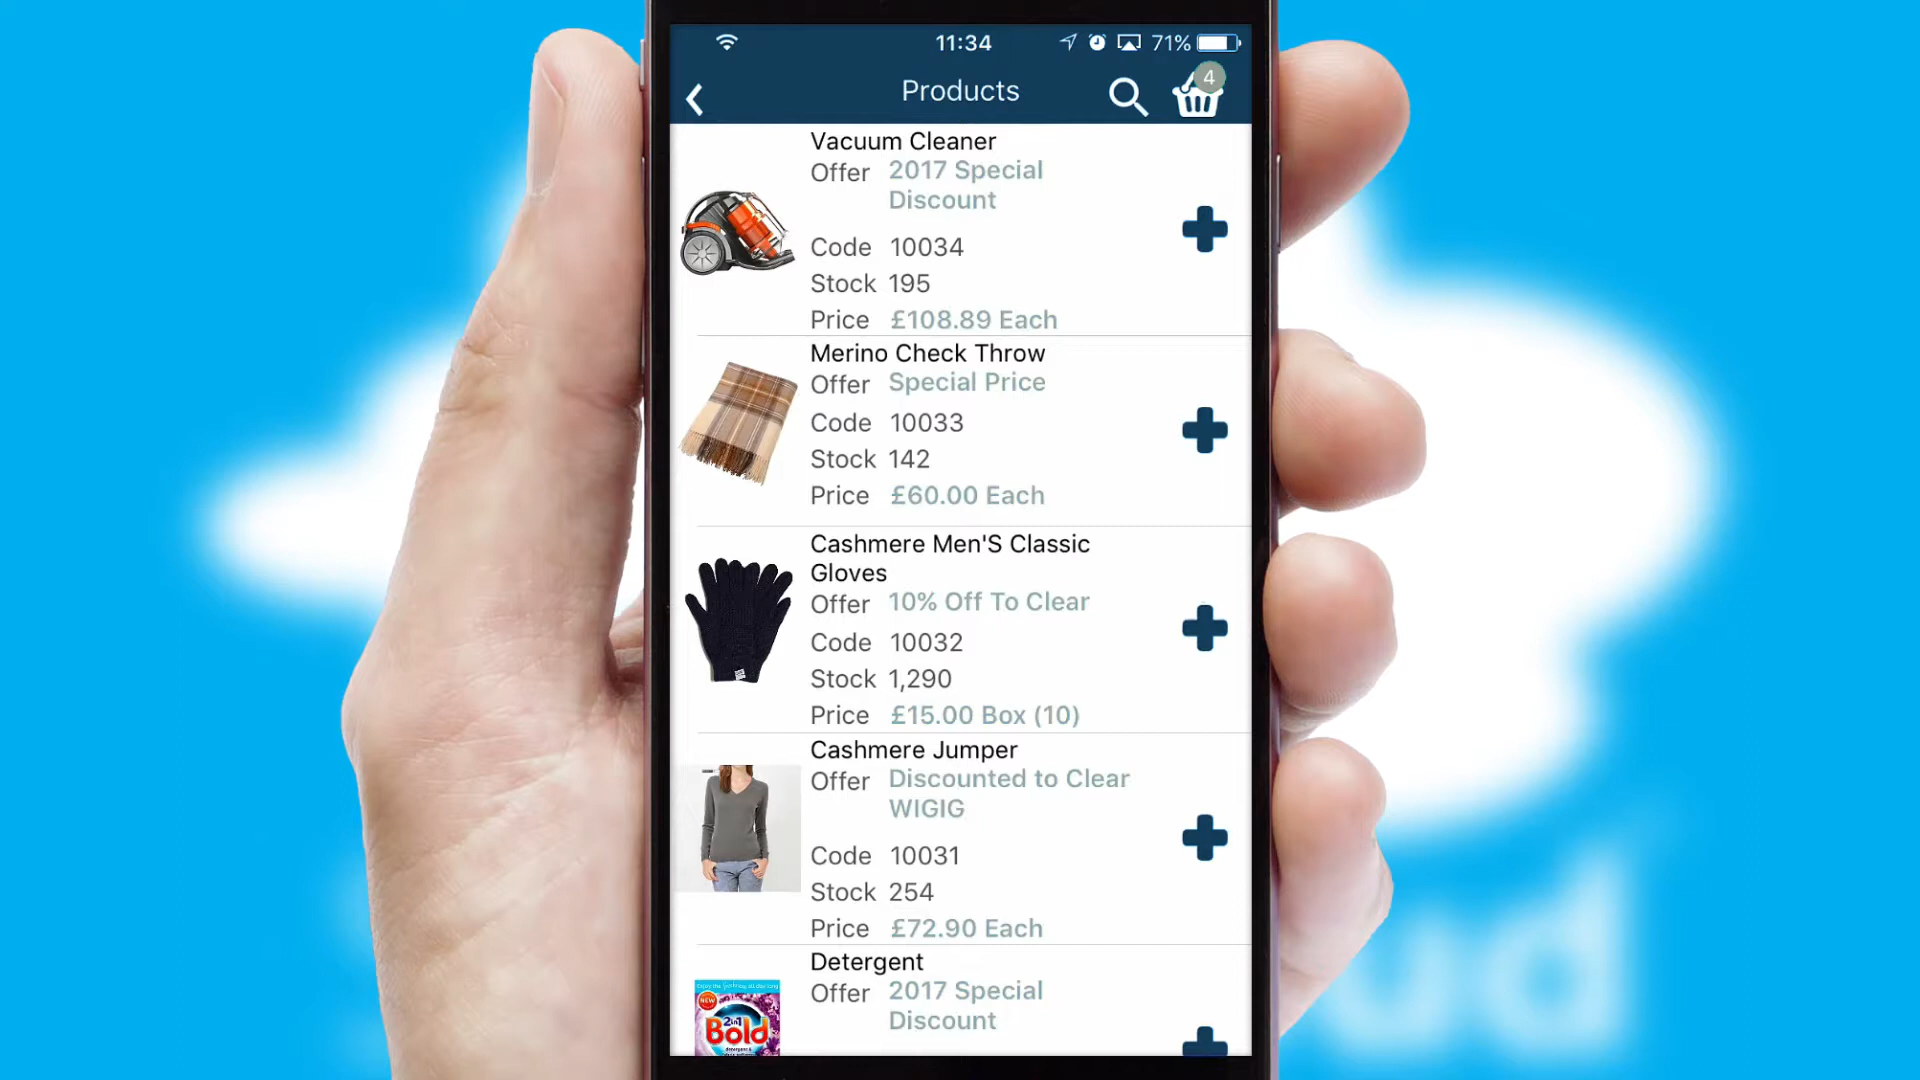 11:34
71%
Products
4
Vacuum Cleaner
Offer 2017 Special
Discount
Code 10034
Stock 195
Price £108.89 Each
Merino Check Throw
Offer Special Price
Code 10033
Stock 142
Price £60.00 Each
Cashmere Men'S Classic
Gloves
Offer 10% Off To Clear
Code 10032
Stock 1,290
Price £15.00 Box (10)
Cashmere Jumper
Offer Discounted to Clear
WIGIG
Code 10031
Stock 254
Price £72.90 Each
Detergent
Offer 2017 Special
Discount
NEW
2in1
Bold
ud